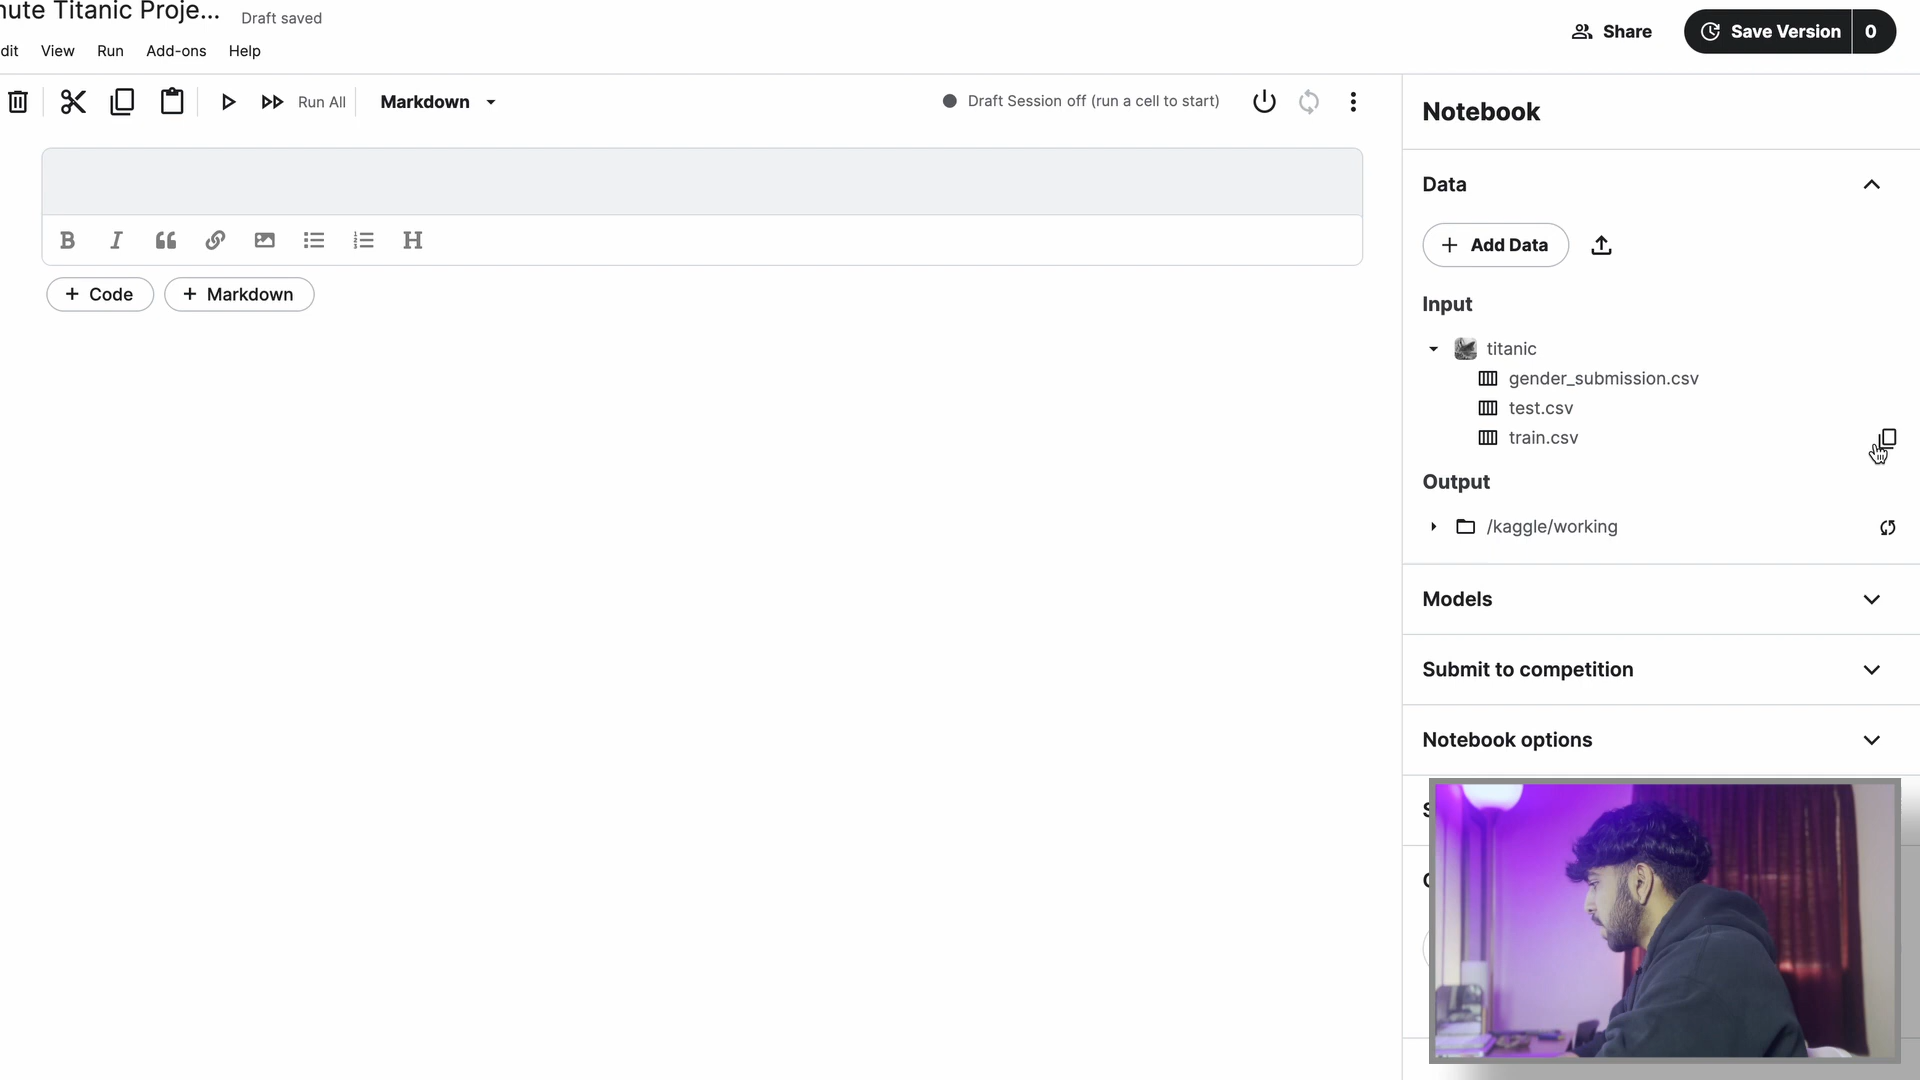 nute Titanic Proje... Draft saved
dit View Run Add-ons Help
Share
Save Version 0
Run All Markdown
Draft Session off (run a cell to start)
Notebook
Data
+ Add Data
Input
titanic
gender_submission.csv
test.csv
train.csv
Output
/kaggle/working
Models
Submit to competition
Notebook options
B I H
+ Code + Markdown